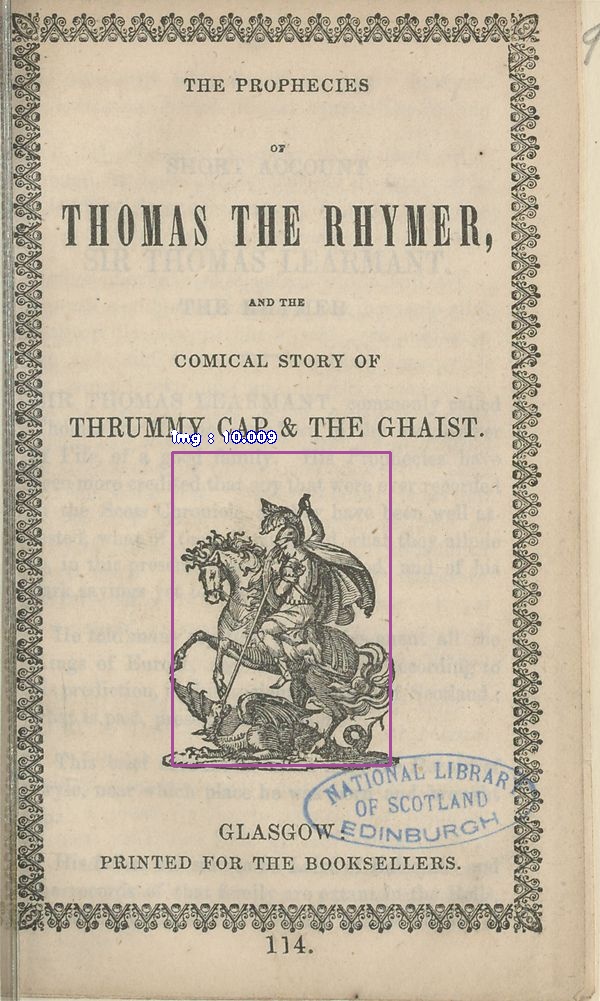 THE PROPHECIES
OF
THOMAS THE RHYMER,
AND THE
COMICAL STORY OF
THRUMMY CAP & THE GHAIST.
img : 10.009
NATIONAL LIBRARY
OF SCOTLAND
EDINBURGH
GLASGOW:
PRINTED FOR THE BOOKSELLERS.
114.